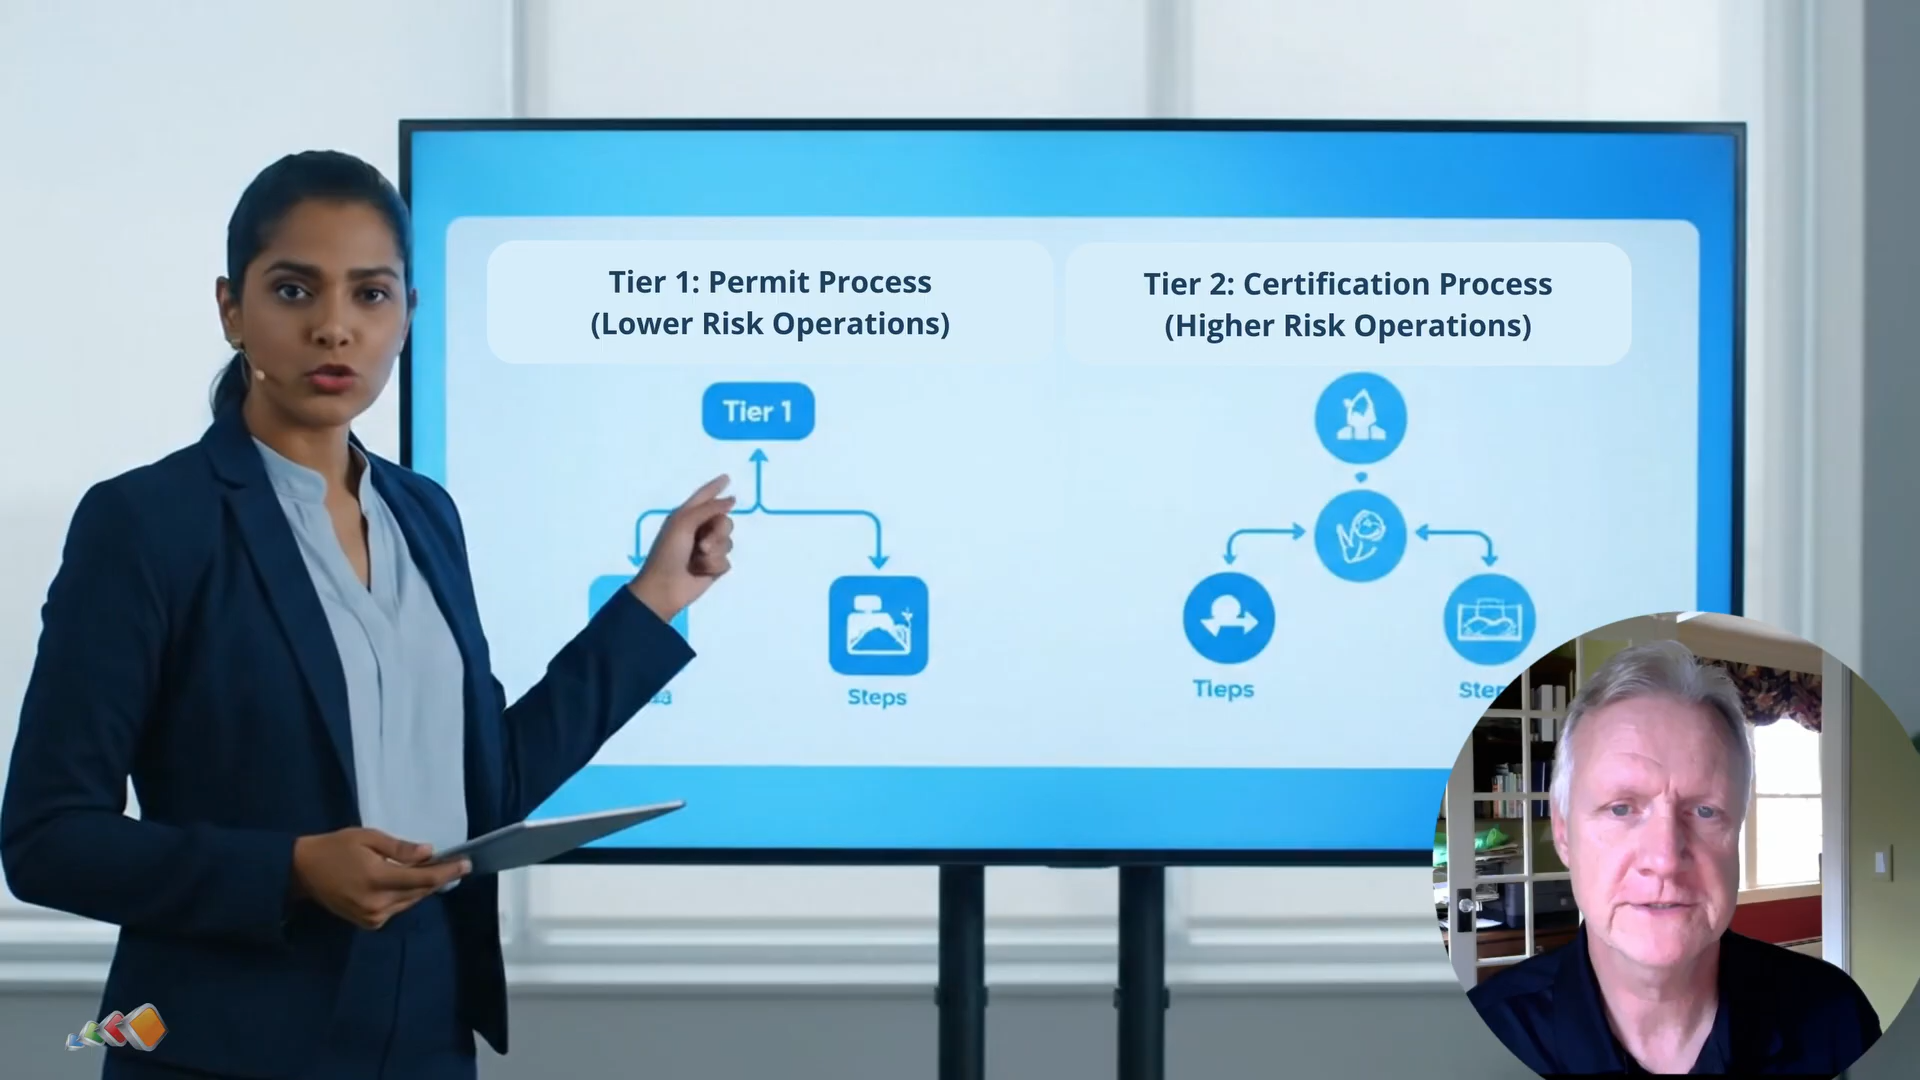 Tier 1: Permit Process
(Lower Risk Operations)
Tier 2: Certification Process
(Higher Risk Operations)
Tier 1
Steps
Tieps